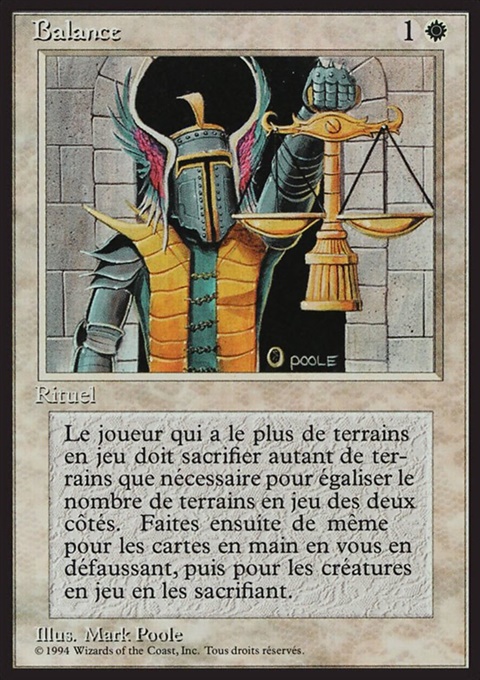 Balance 1
POOLE
Rituel
Le joueur qui a le plus de terrains
en jeu doit sacrifier autant de ter-
rains que nécessaire pour égaliser le
nombre de terrains en jeu des deux
côtés. Faites ensuite de même
pour les cartes en main en vous en
défaussant, puis pour les créatures
en jeu en les sacrifiant.
Illus. Mark Poole
©1994 Wizards of the Coast, Inc. Tous droits réservés.